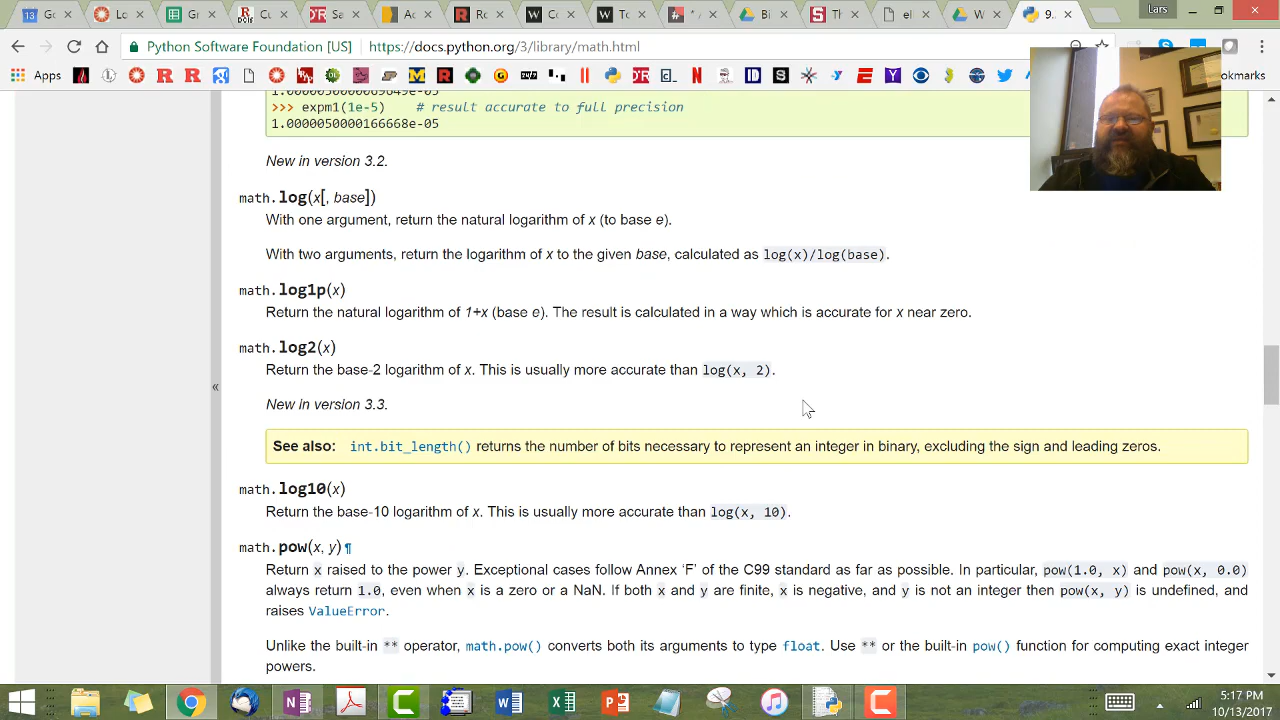 Lars
Python Software Foundation [US]
https://docs.python.org/3/library/math.html
Apps
okmarks
>>> expm1(1e-5)    # result accurate to full precision
1.0000050000166668e-05
New in version 3.2.
math.log(x[, base])
With one argument, return the natural logarithm of x (to base e).
With two arguments, return the logarithm of x to the given base, calculated as log(x)/log(base).
math.log1p(x)
Return the natural logarithm of 1+x (base e). The result is calculated in a way which is accurate for x near zero.
math.log2(x)
Return the base-2 logarithm of x. This is usually more accurate than log(x, 2).
New in version 3.3.
See also: int.bit_length() returns the number of bits necessary to represent an integer in binary, excluding the sign and leading zeros.
math.log10(x)
Return the base-10 logarithm of x. This is usually more accurate than log(x, 10).
math.pow(x, y)¶
Return x raised to the power y. Exceptional cases follow Annex ‘F’ of the C99 standard as far as possible. In particular, pow(1.0, x) and pow(x, 0.0)
always return 1.0, even when x is a zero or a NaN. If both x and y are finite, x is negative, and y is not an integer then pow(x, y) is undefined, and
raises ValueError.
Unlike the built-in ** operator, math.pow() converts both its arguments to type float. Use ** or the built-in pow() function for computing exact integer
powers.
5:17 PM
10/13/2017